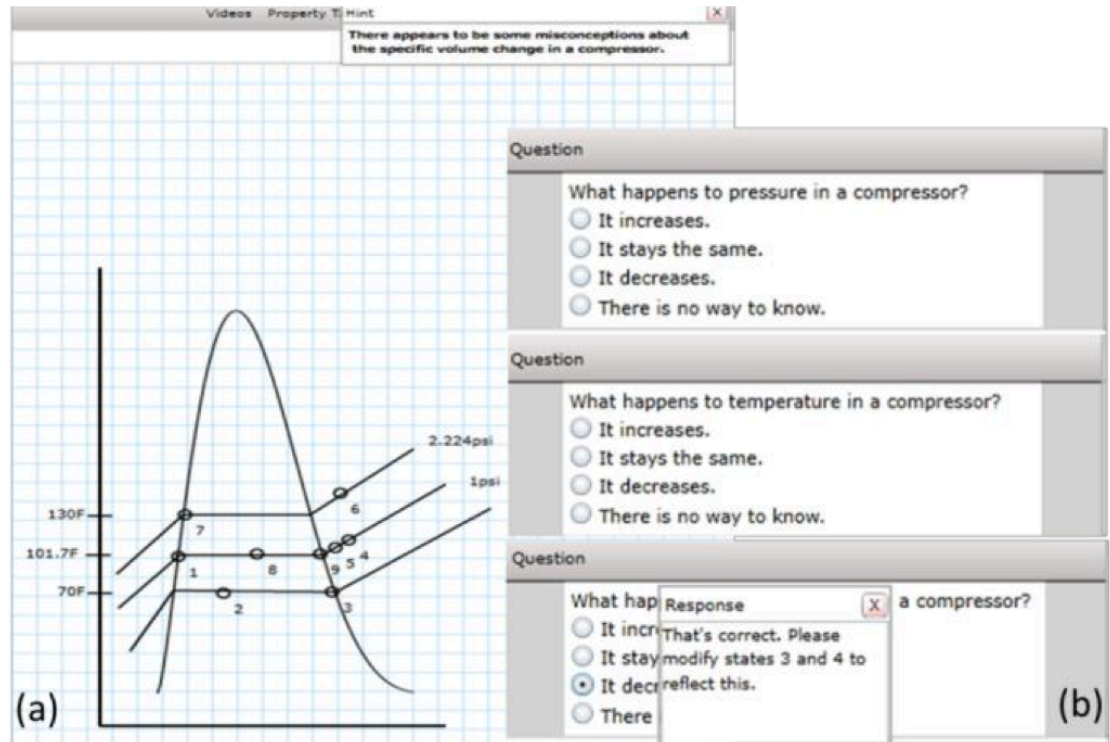 Videos Property T
Hint
X
There appears to be some misconceptions about
the specific volume change in a compressor.
2.224psi
1psi
130F
101.7F
70F
6
7
1
8
9
5
4
2
3
(a)
Question
What happens to pressure in a compressor?
It increases.
It stays the same.
It decreases.
There is no way to know.
Question
What happens to temperature in a compressor?
It increases.
It stays the same.
It decreases.
There is no way to know.
Question
What hap
a compressor?
It incr
It stay
It decr
There
Response
X
That's correct. Please
modify states 3 and 4 to
reflect this.
(b)